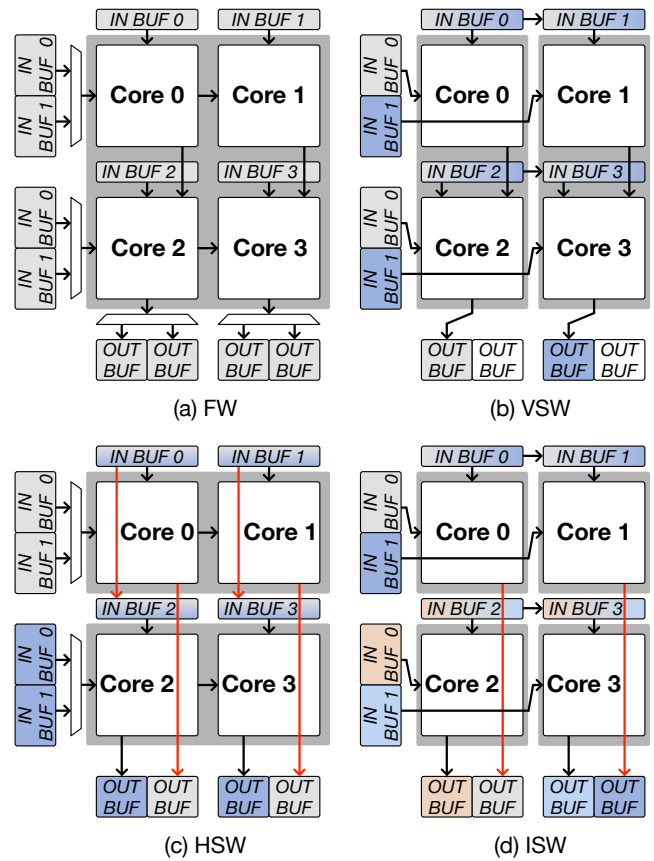 IN BUF 0
IN BUF 1
IN
BUF 0
IN
BUF 1
Core 0
Core 1
IN BUF 2
IN BUF 3
IN
BUF 0
IN
BUF 1
Core 2
Core 3
OUT
BUF
OUT
BUF
OUT
BUF
OUT
BUF
(a) FW
IN BUF 0
IN BUF 1
IN
BUF 0
IN
BUF 1
Core 0
Core 1
IN BUF 2
IN BUF 3
IN
BUF 0
IN
BUF 1
Core 2
Core 3
OUT
BUF
OUT
BUF
OUT
BUF
OUT
BUF
(b) VSW
IN BUF 0
IN BUF 1
IN
BUF 0
IN
BUF 1
Core 0
Core 1
IN BUF 2
IN BUF 3
IN
BUF 0
IN
BUF 1
Core 2
Core 3
OUT
BUF
OUT
BUF
OUT
BUF
OUT
BUF
(c) HSW
IN BUF 0
IN BUF 1
IN
BUF 0
IN
BUF 1
Core 0
Core 1
IN BUF 2
IN BUF 3
IN
BUF 0
IN
BUF 1
Core 2
Core 3
OUT
BUF
OUT
BUF
OUT
BUF
OUT
BUF
(d) ISW